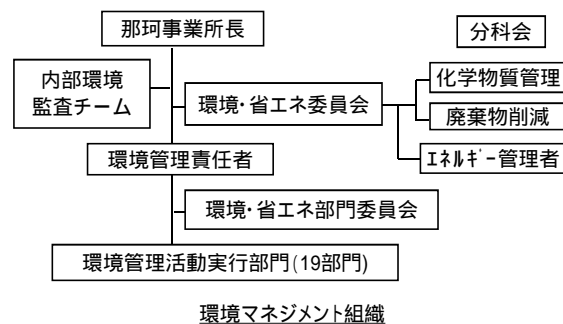 那珂事業所長
分科会
内部環境
監査チーム
環境・省エネ委員会
化学物質管理
廃棄物削減
ｴﾈﾙｷﾞｰ管理者
環境管理責任者
環境・省エネ部門委員会
環境管理活動実行部門(19部門)
環境マネジメント組織